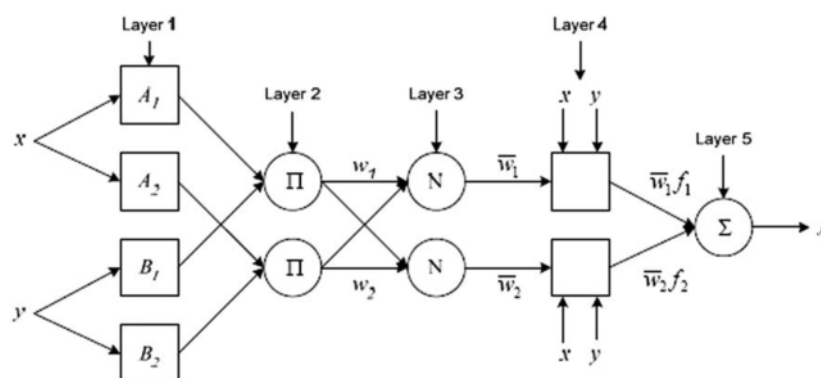 Layer 1
Layer 4
Layer 2
Layer 3
x
y
Layer 5
A₁
x
A₂
Π
w₁
N
w̅₁
w̅₁f₁
Σ
B₁
Π
w₂
N
w̅₂
w̅₂f₂
y
B₂
x
y